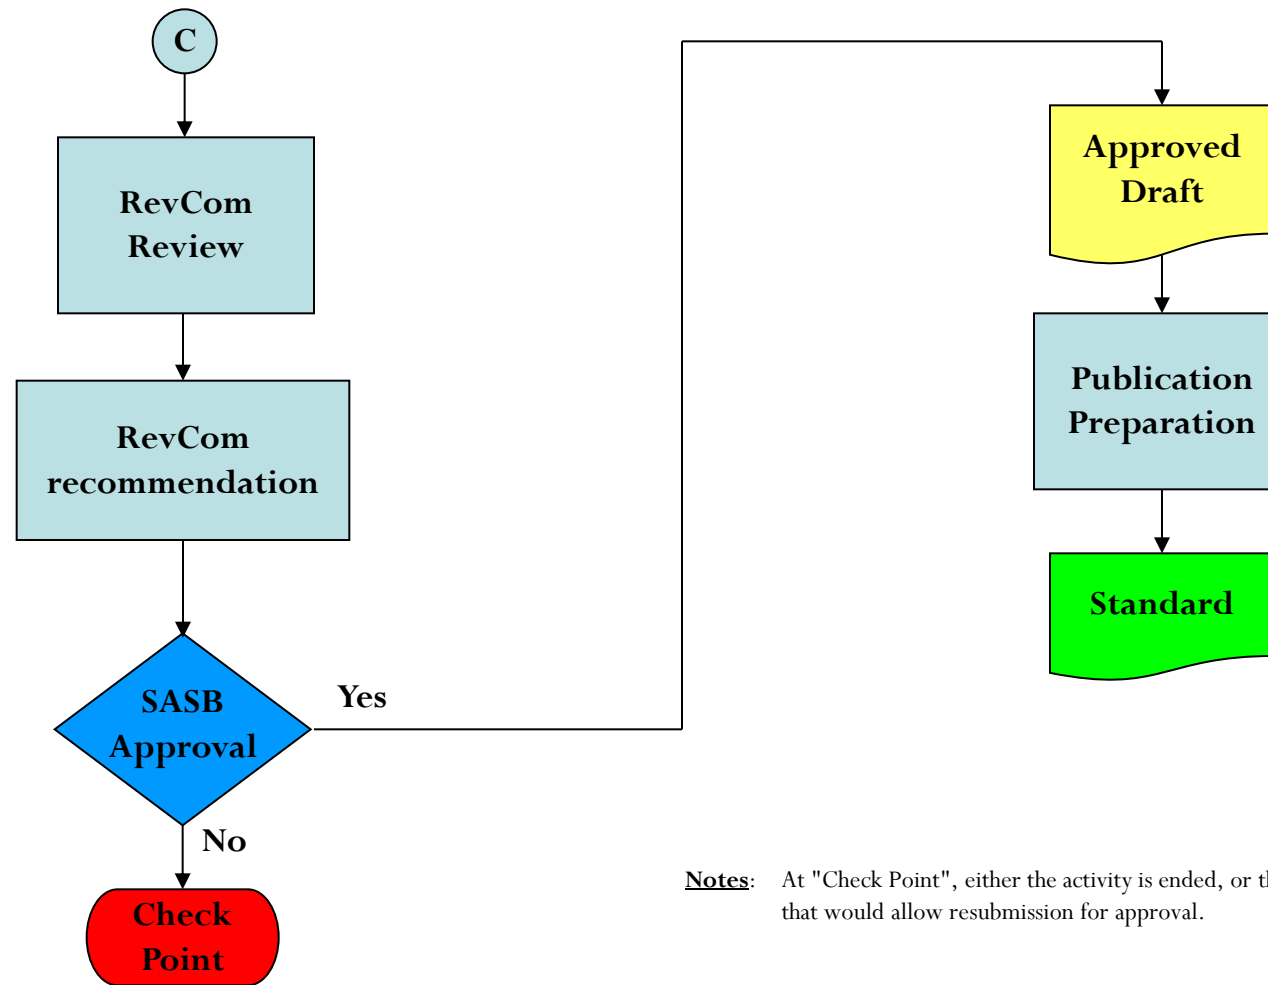 C
RevCom
Review
RevCom
recommendation
SASB
Approval
Yes
No
Check
Point
Approved
Draft
Publication
Preparation
Standard
Notes: At "Check Point", either the activity is ended, or
that would allow resubmission for approval.